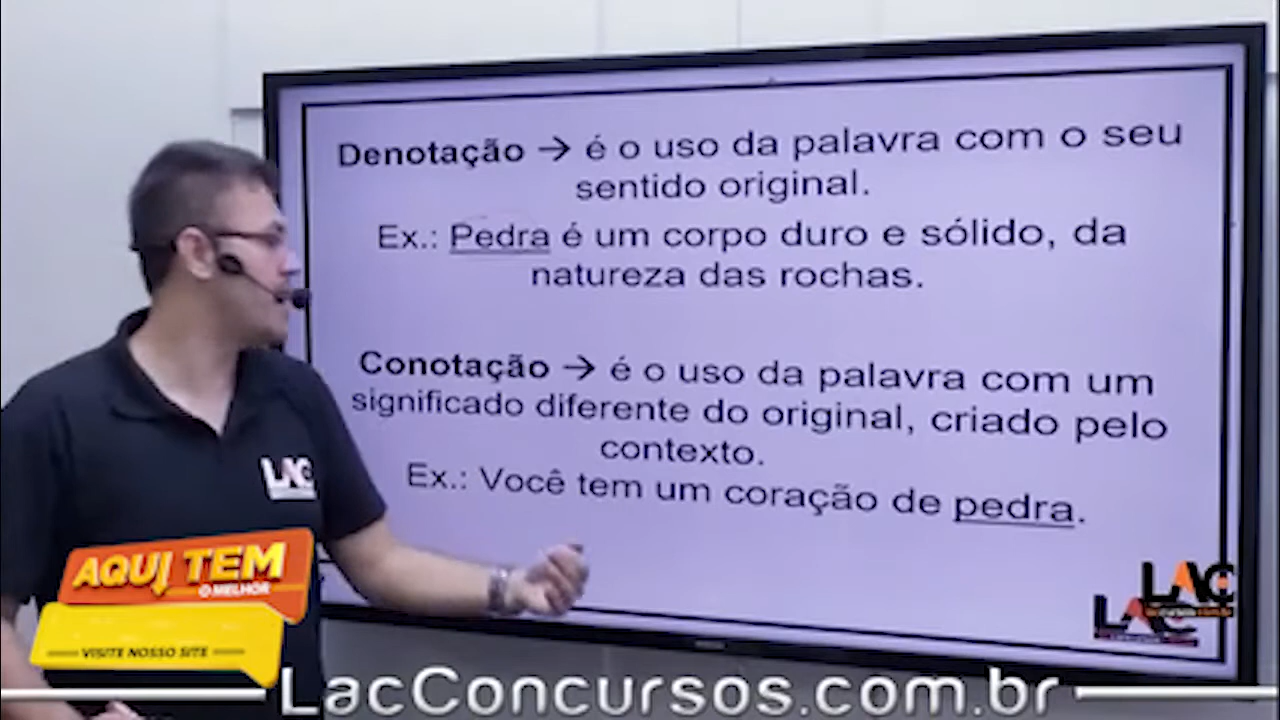 Denotação → é o uso da palavra com o seu
sentido original.
Ex.: Pedra é um corpo duro e sólido, da
natureza das rochas.
Conotação → é o uso da palavra com um
significado diferente do original, criado pelo
contexto.
Ex.: Você tem um coração de pedra.
LAC
AQUI TEM
O MELHOR
VISITE NOSSO SITE
LAC
LAC
LacConcursos.com.br